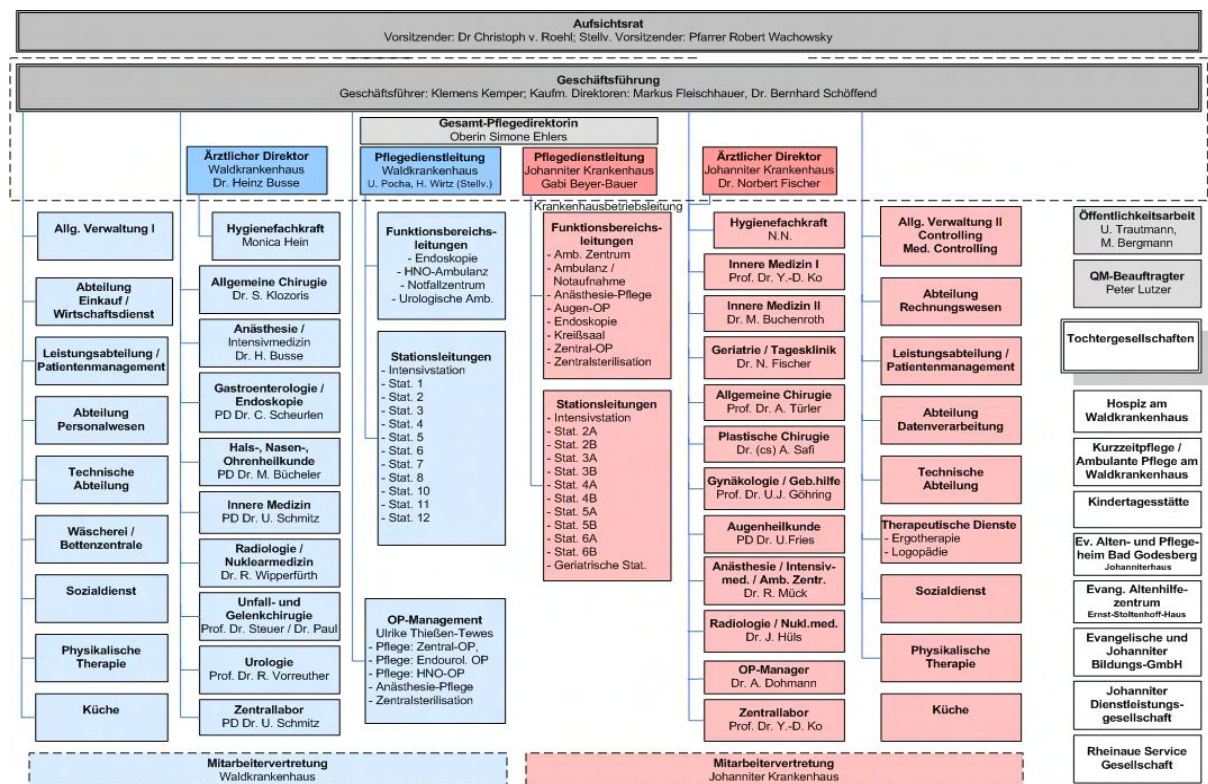 Aufsichtsrat
Vorsitzender: Dr Christoph v. Roehl; Stellv. Vorsitzender: Pfarrer Robert Wachowsky
Geschäftsführung
Geschäftsführer: Klemens Kemper; Kaufm. Direktoren: Markus Fleischhauer, Dr. Bernhard Schöffend
Gesamt-Pflegedirektorin
Oberin Simone Ehlers
Ärztlicher Direktor
Waldkrankenhaus
Dr. Heinz Busse
Pflegedienstleitung
Waldkrankenhaus
U. Pocha, H. Wirtz (Stellv.)
Pflegedienstleitung
Johanniter Krankenhaus
Gabi Beyer-Bauer
Ärztlicher Direktor
Johanniter Krankenhaus
Dr. Norbert Fischer
Krankenhausbetriebsleitung
Allg. Verwaltung I
Abteilung
Einkauf /
Wirtschaftsdienst
Leistungsabteilung /
Patientenmanagement
Abteilung
Personalwesen
Technische
Abteilung
Wäscherei /
Bettenzentrale
Sozialdienst
Physikalische
Therapie
Küche
Hygienefachkraft
Monica Hein
Allgemeine Chirugie
Dr. S. Klozoris
Anästhesie /
Intensivmedizin
Dr. H. Busse
Gastroenterologie /
Endoskopie
PD Dr. C. Scheurlen
Hals-, Nasen-,
Ohrenheilkunde
PD Dr. M. Bücheler
Innere Medizin
PD Dr. U. Schmitz
Radiologie /
Nuklearmedizin
Dr. R. Wipperfürth
Unfall- und
Gelenkchirugie
Prof. Dr. Steuer / Dr. Paul
Urologie
Prof. Dr. R. Vorreuther
Zentrallabor
PD Dr. U. Schmitz
Funktionsbereichs-
leitungen
- Endoskopie
- HNO-Ambulanz
- Notfallzentrum
- Urologische Amb.
Stationsleitungen
- Intensivstation
- Stat. 1
- Stat. 2
- Stat. 3
- Stat. 4
- Stat. 5
- Stat. 6
- Stat. 7
- Stat. 8
- Stat. 10
- Stat. 11
- Stat. 12
OP-Management
Ulrike Thießen-Tewes
- Pflege: Zentral-OP,
- Pflege: Endourol. OP
- Pflege: HNO-OP
- Anästhesie-Pflege
- Zentralsterilisation
Funktionsbereichs-
leitungen
- Amb. Zentrum
- Ambulanz /
Notaufnahme
- Anästhesie-Pflege
- Augen-OP
- Endoskopie
- Kreißsaal
- Zentral-OP
- Zentralsterilisation
Stationsleitungen
- Intensivstation
- Stat. 2A
- Stat. 2B
- Stat. 3A
- Stat. 3B
- Stat. 4A
- Stat. 4B
- Stat. 5A
- Stat. 5B
- Stat. 6A
- Stat. 6B
- Geriatrische Stat.
Hygienefachkraft
N.N.
Innere Medizin I
Prof. Dr. Y.-D. Ko
Innere Medizin II
Dr. M. Buchenroth
Geriatrie / Tagesklinik
Dr. N. Fischer
Allgemeine Chirugie
Prof. Dr. A. Türler
Plastische Chirugie
Dr. (cs) A. Safi
Gynäkologie / Geb.hilfe
Prof. Dr. U.J. Göhring
Augenheilkunde
PD Dr. U.Fries
Anästhesie / Intensiv-
med. / Amb. Zentr.
Dr. R. Mück
Radiologie / Nukl.med.
Dr. J. Hüls
OP-Manager
Dr. A. Dohmann
Zentrallabor
Prof. Dr. Y.-D. Ko
Allg. Verwaltung II
Controlling
Med. Controlling
Abteilung
Rechnungswesen
Leistungsabteilung /
Patientenmanagement
Abteilung
Datenverarbeitung
Technische
Abteilung
Therapeutische Dienste
- Ergotherapie
- Logopädie
Sozialdienst
Physikalische
Therapie
Küche
Öffentlichkeitsarbeit
U. Trautmann,
M. Bergmann
QM-Beauftragter
Peter Lutzer
Tochtergesellschaften
Hospiz am
Waldkrankenhaus
Kurzzeitpflege /
Ambulante Pflege am
Waldkrankenhaus
Kindertagesstätte
Ev. Alten- und Pflege-
heim Bad Godesberg
Johanniterhaus
Evang. Altenhilfe-
zentrum
Ernst-Stoltenhoff-Haus
Evangelische und
Johanniter
Bildungs-GmbH
Johanniter
Dienstleistungs-
gesellschaft
Rheinaue Service
Gesellschaft
Mitarbeitervertretung
Waldkrankenhaus
Mitarbeitervertretung
Johanniter Krankenhaus